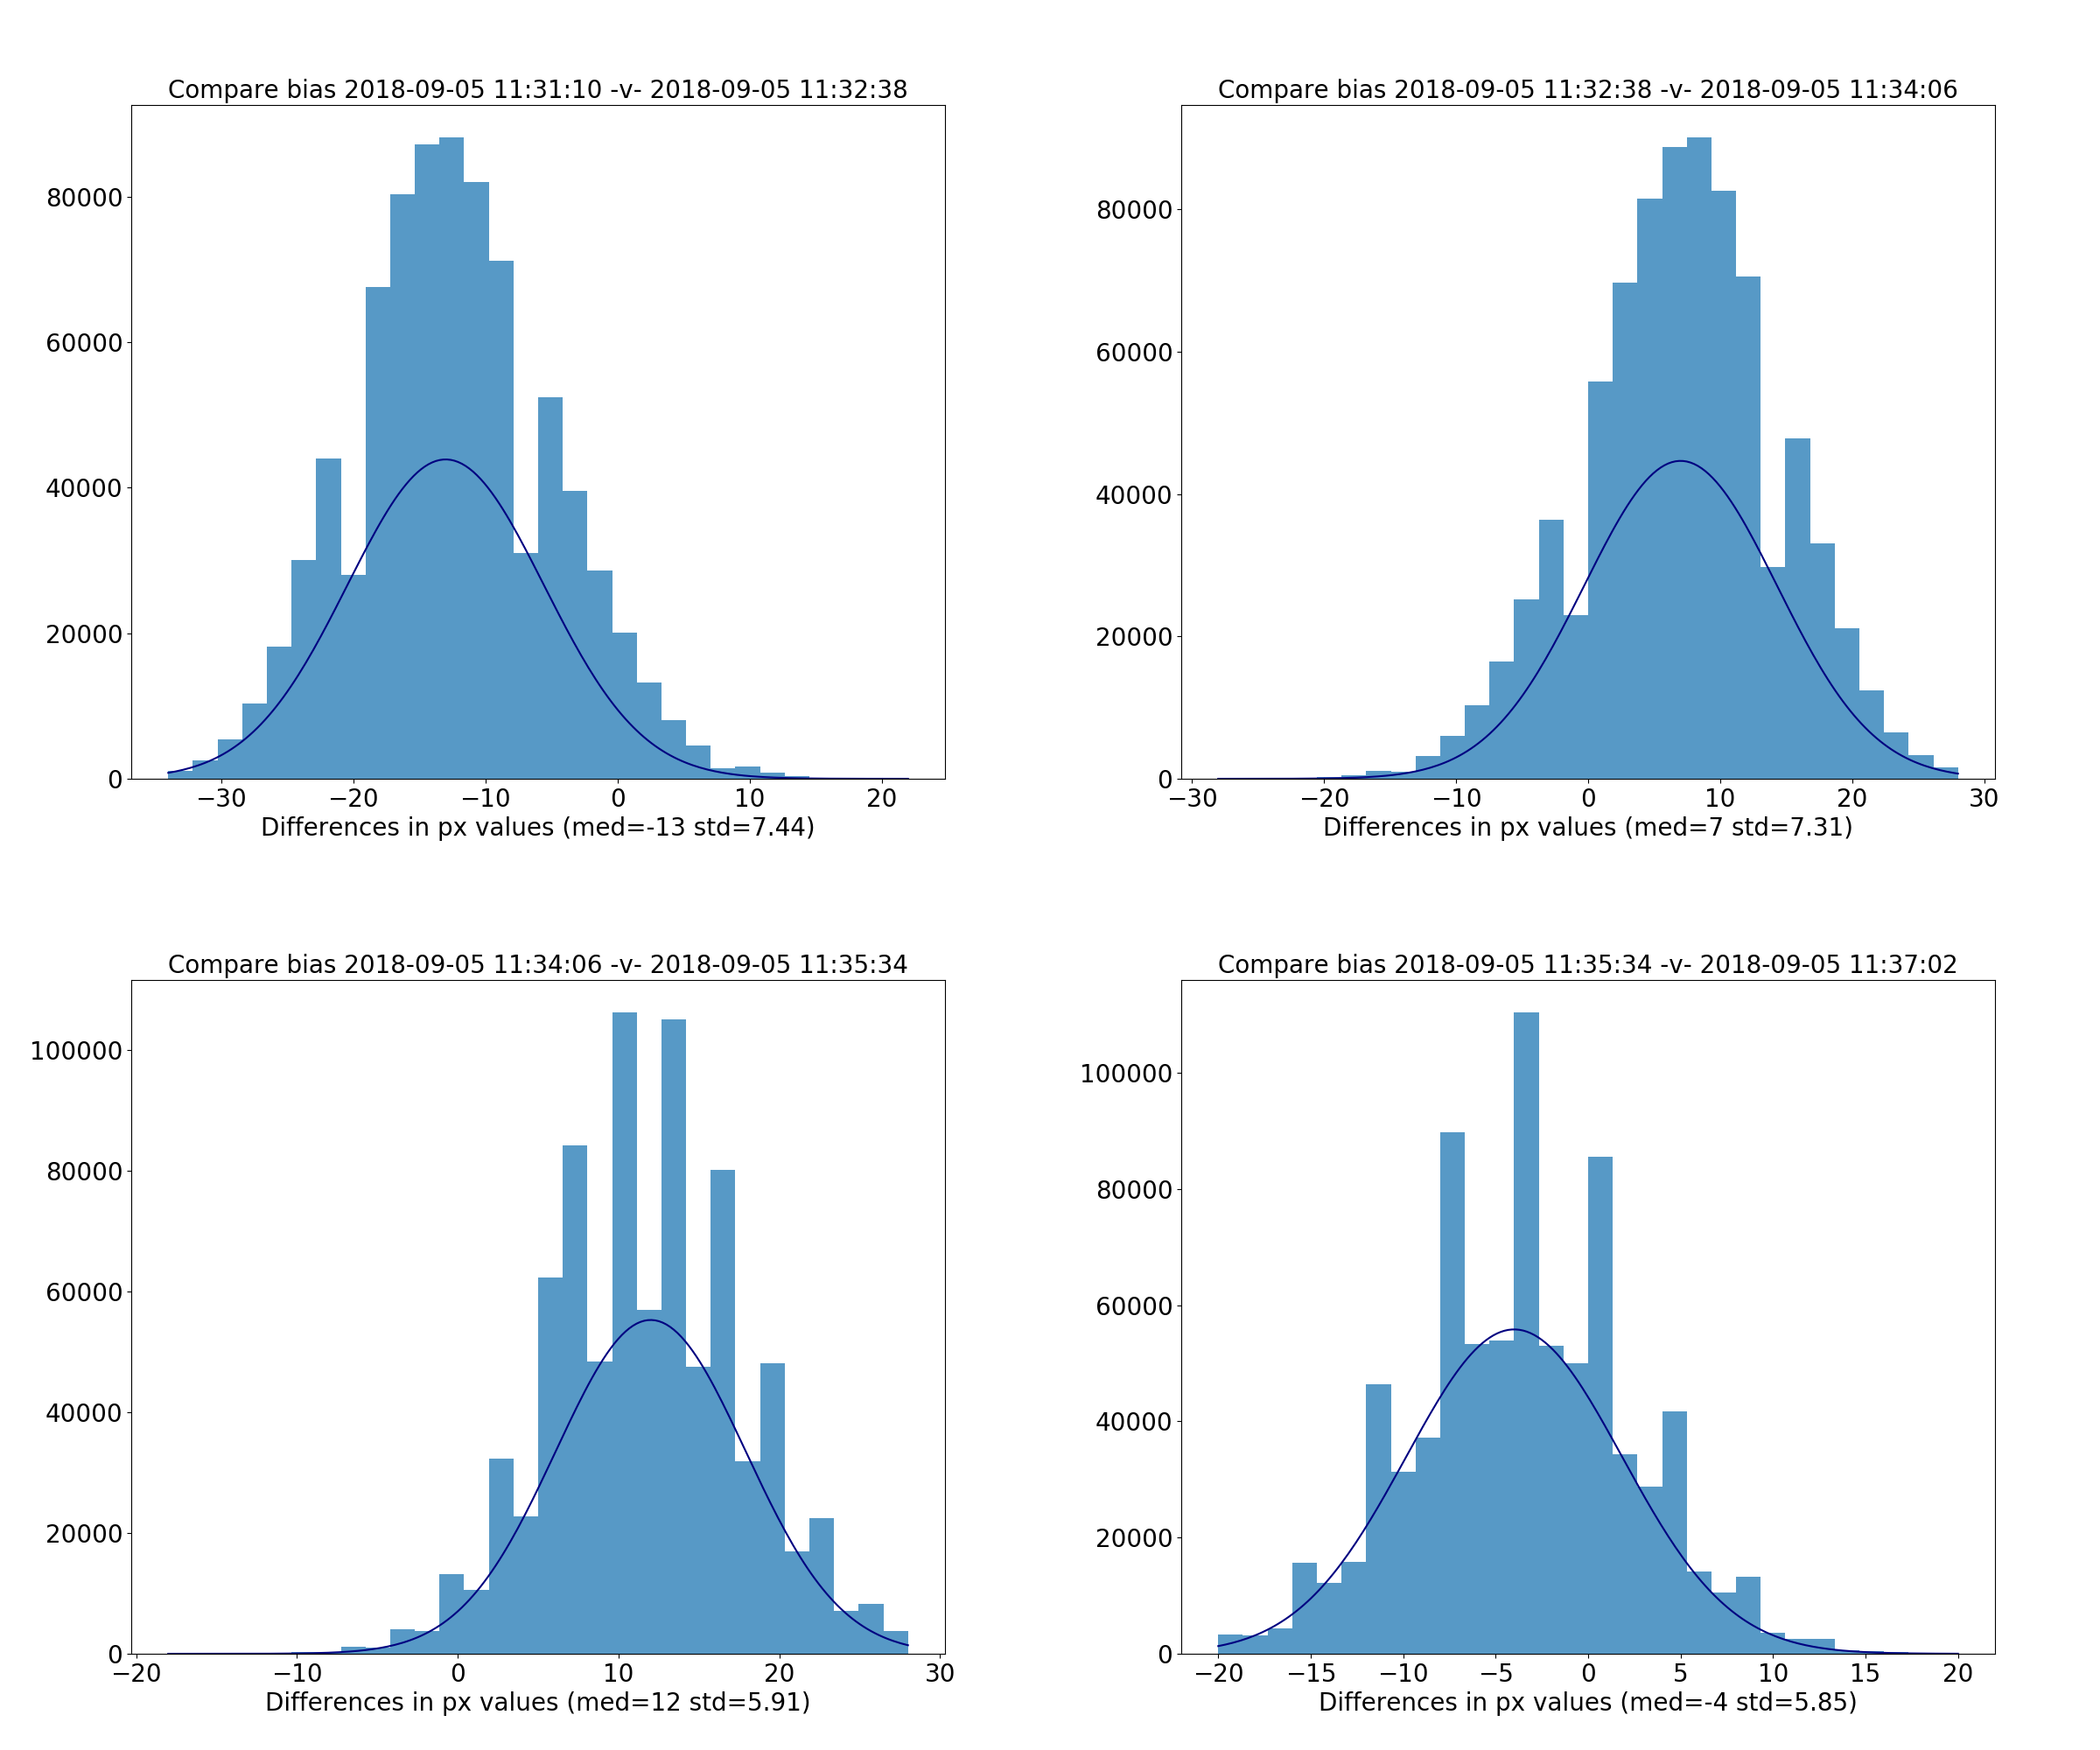 Compare bias 2018-09-05 11:31:10 -v- 2018-09-05 11:32:38
80000
60000
40000
20000
0
−30 −20 −10 0 10 20
Differences in px values (med=-13 std=7.44)
Compare bias 2018-09-05 11:32:38 -v- 2018-09-05 11:34:06
80000
60000
40000
20000
0
−30 −20 −10 0 10 20 30
Differences in px values (med=7 std=7.31)
Compare bias 2018-09-05 11:34:06 -v- 2018-09-05 11:35:34
100000
80000
60000
40000
20000
0
−20 −10 0 10 20 30
Differences in px values (med=12 std=5.91)
Compare bias 2018-09-05 11:35:34 -v- 2018-09-05 11:37:02
100000
80000
60000
40000
20000
0
−20 −15 −10 −5 0 5 10 15 20
Differences in px values (med=-4 std=5.85)